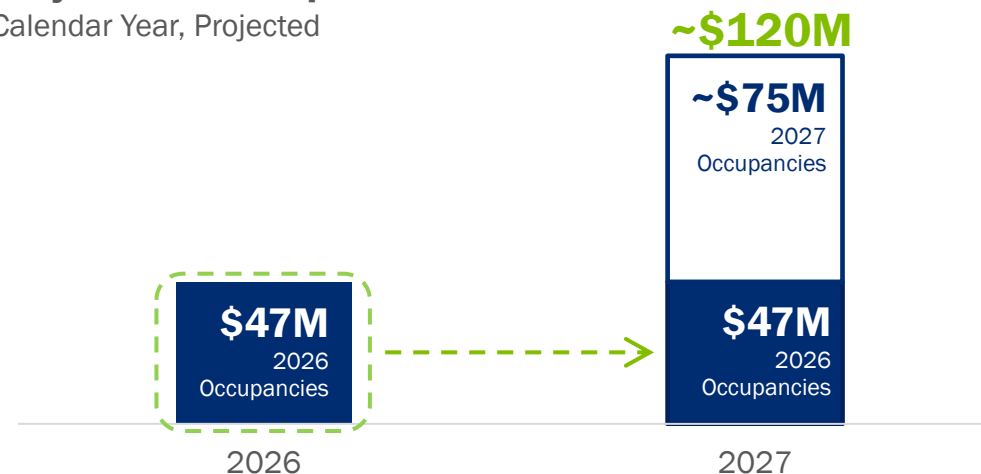 Calendar Year, Projected
~$120M
~$75M
2027
Occupancies
$47M
2026
Occupancies
$47M
2026
Occupancies
2026
2027